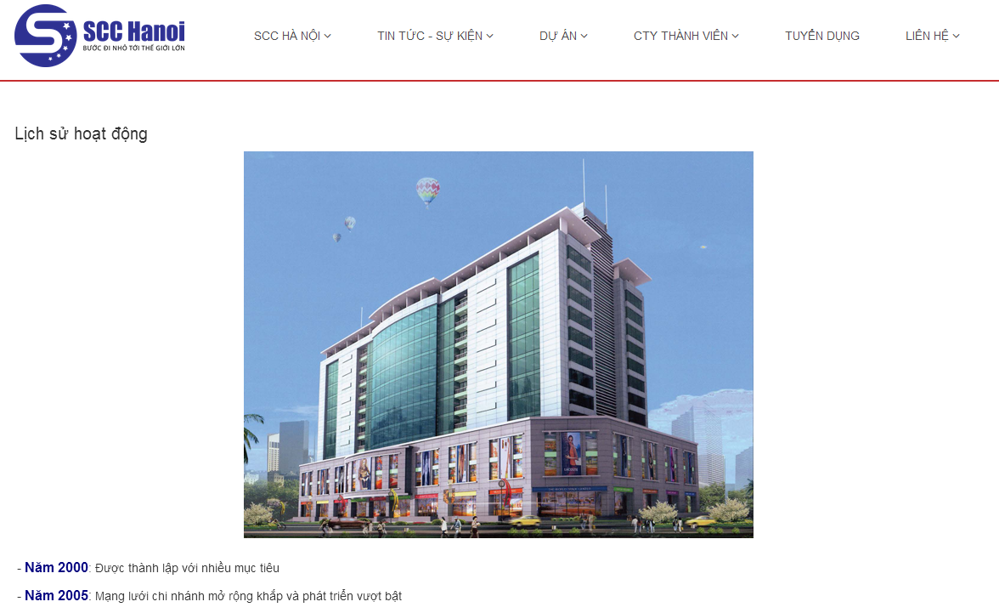 SCC Hanoi
BƯỚC ĐI NHỎ TỚI THẾ GIỚI LỚN
SCC HÀ NỘI
TIN TỨC - SỰ KIỆN
DỰ ÁN
CTY THÀNH VIÊN
TUYỂN DỤNG
LIÊN HỆ
Lịch sử hoạt động
- Năm 2000: Được thành lập với nhiều mục tiêu
- Năm 2005: Mạng lưới chi nhánh mở rộng khắp và phát triển vượt bật